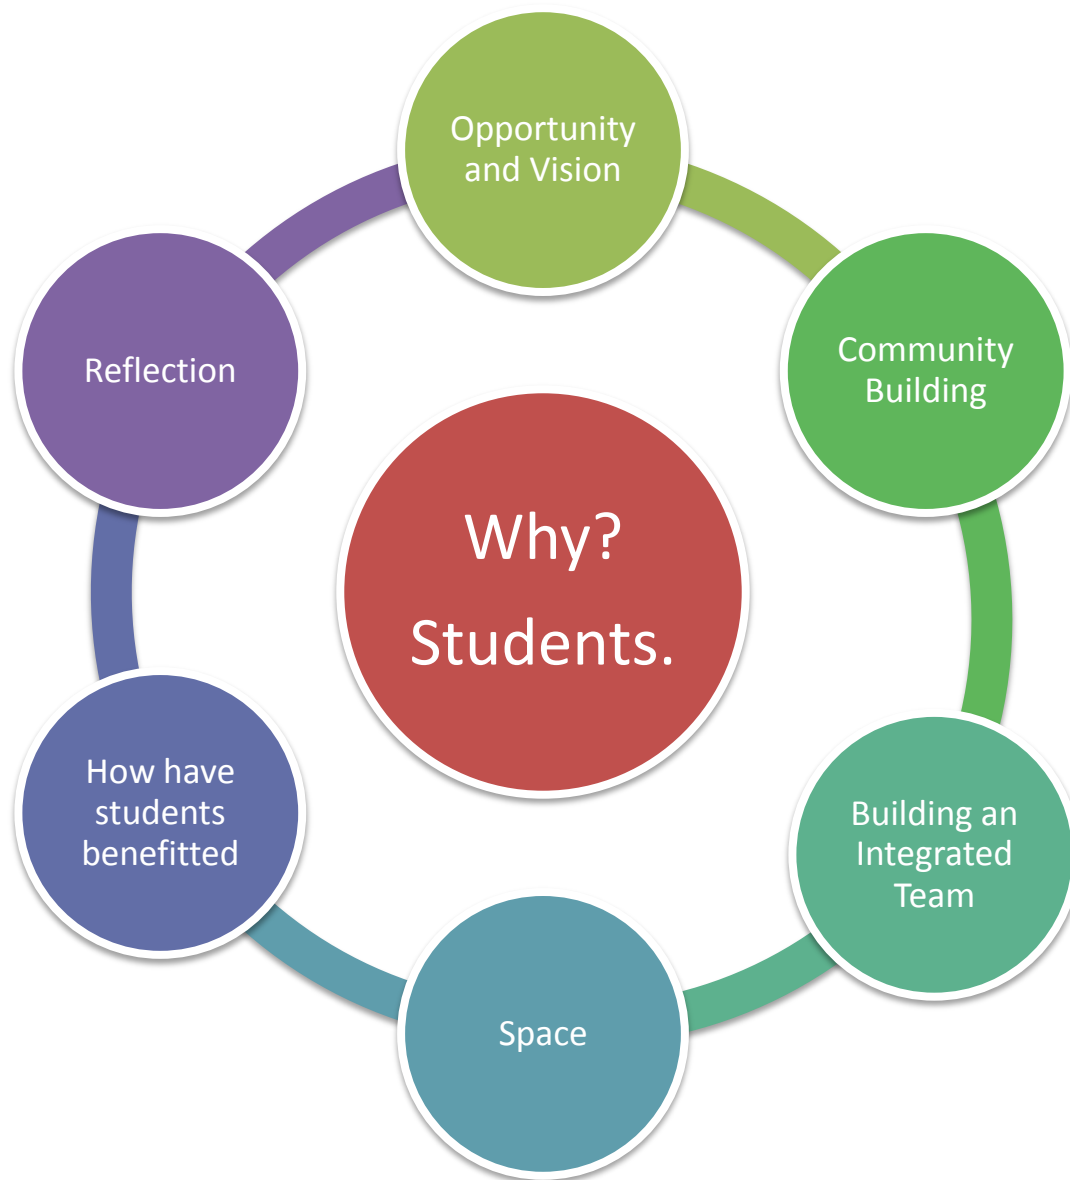 Opportunity
and Vision
Community
Building
Building an
Integrated
Team
Space
How have
students
benefitted
Reflection
Why?
Students.